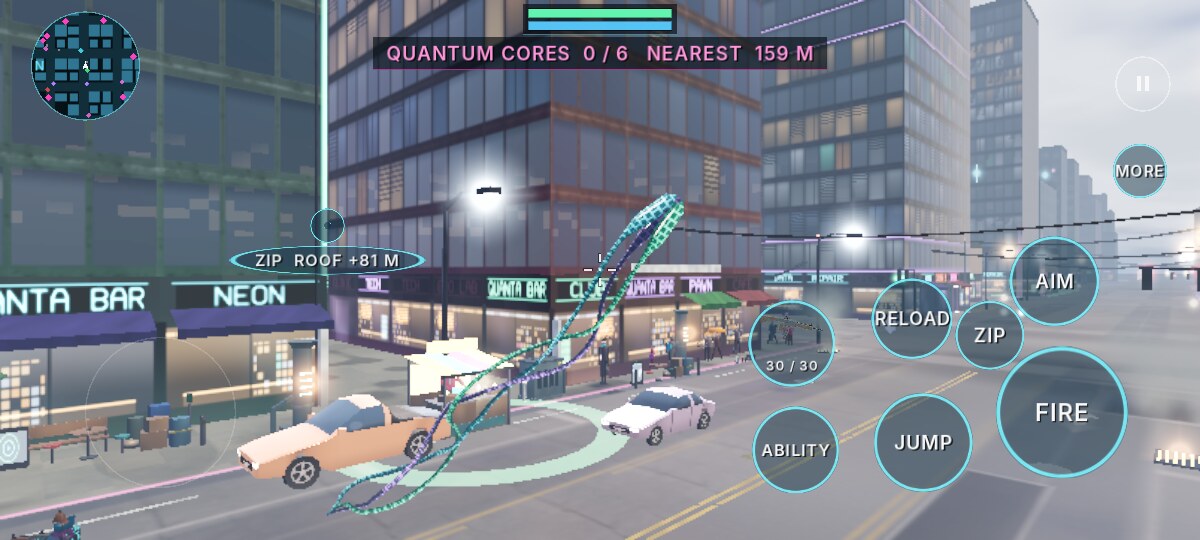 QUANTUM CORES 0 / 6 NEAREST 159 M
N
MORE
ZIP ROOF +81 M
AIM
ANTA BAR
NEON
TECH
QUANTA BAR
QUANTA BAR
PAWN
RELOAD
ZIP
30 / 30
FIRE
ABILITY
JUMP